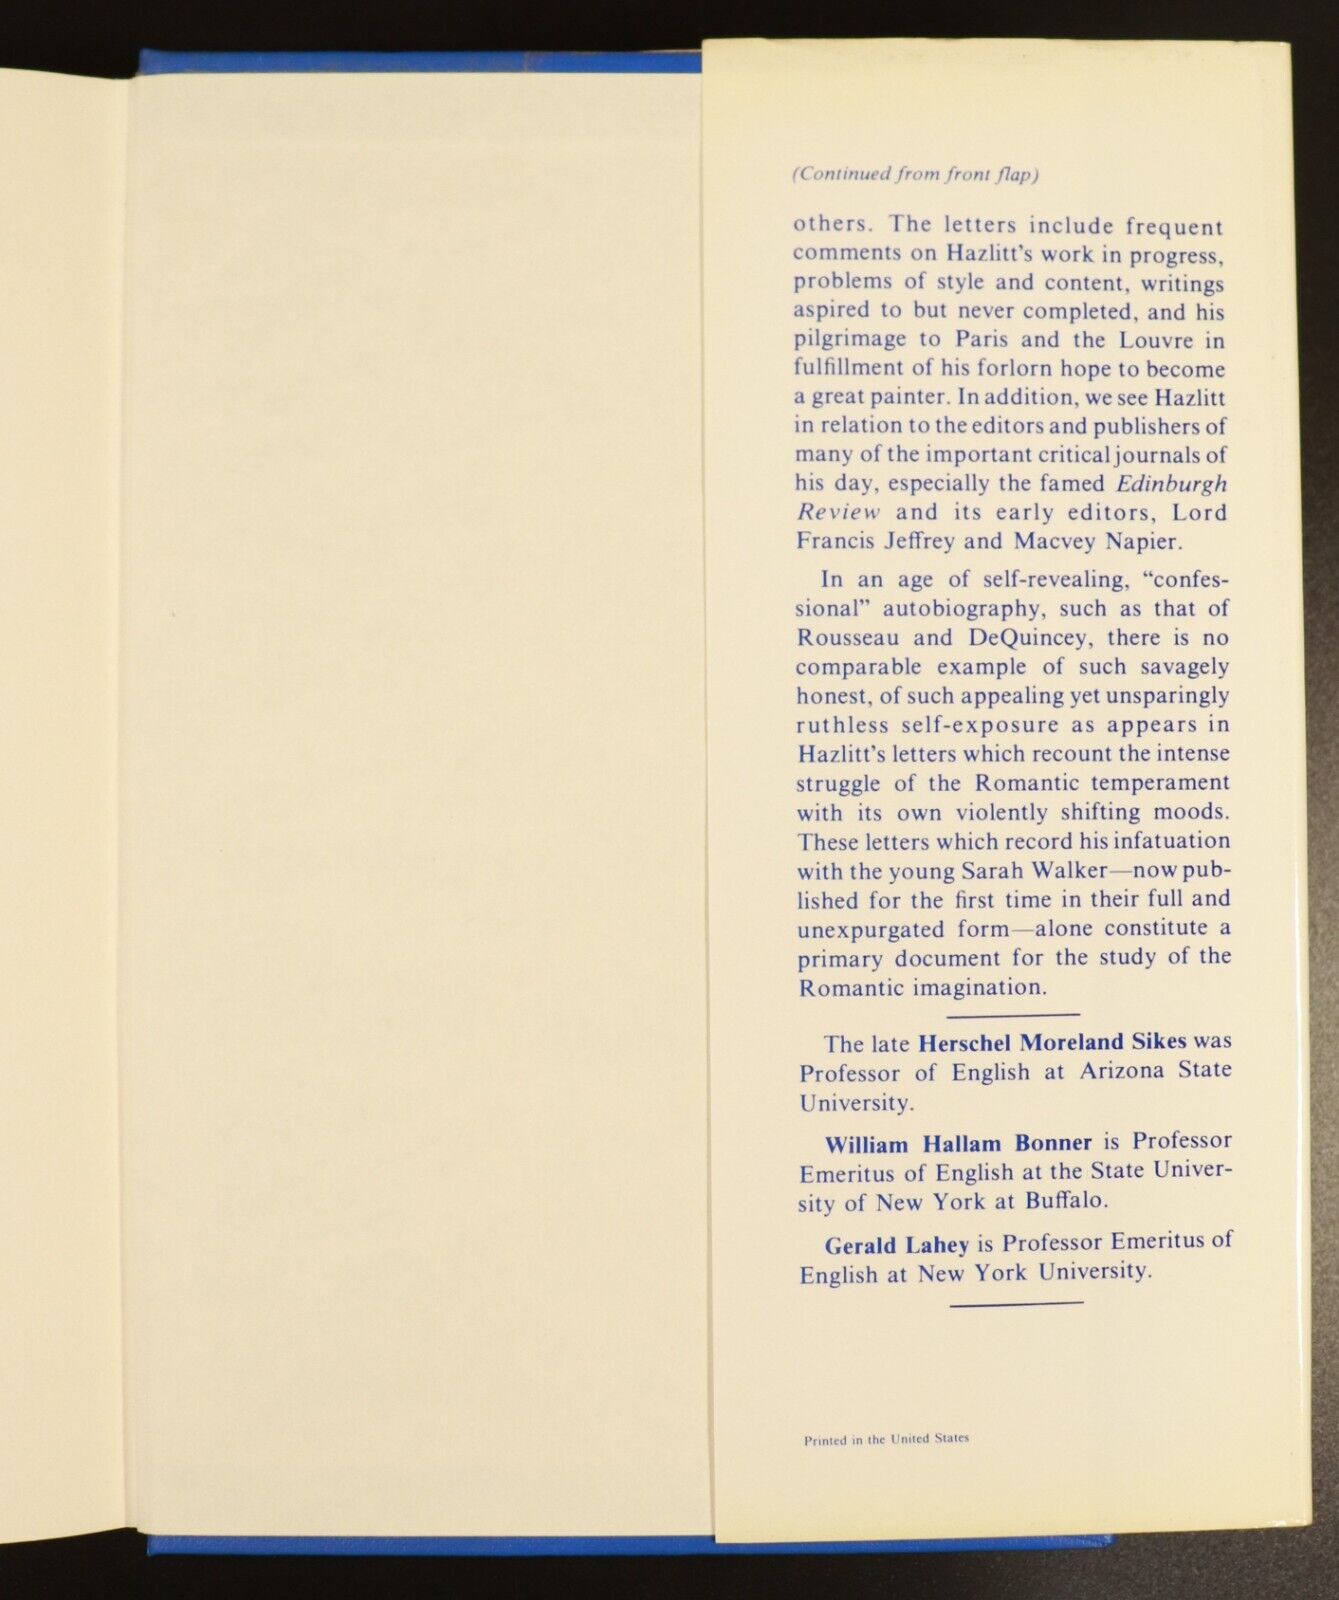 (Continued from front flap)
others. The letters include frequent
comments on Hazlitt's work in progress,
problems of style and content, writings
aspired to but never completed, and his
pilgrimage to Paris and the Louvre in
fulfillment of his forlorn hope to become
a great painter. In addition, we see Hazlitt
in relation to the editors and publishers of
many of the important critical journals of
his day, especially the famed Edinburgh
Review and its early editors, Lord
Francis Jeffrey and Macvey Napier.
In an age of self-revealing, “confes-
sional” autobiography, such as that of
Rousseau and DeQuincey, there is no
comparable example of such savagely
honest, of such appealing yet unsparingly
ruthless self-exposure as appears in
Hazlitt's letters which recount the intense
struggle of the Romantic temperament
with its own violently shifting moods.
These letters which record his infatuation
with the young Sarah Walker—now pub-
lished for the first time in their full and
unexpurgated form—alone constitute a
primary document for the study of the
Romantic imagination.
The late Herschel Moreland Sikes was
Professor of English at Arizona State
University.
William Hallam Bonner is Professor
Emeritus of English at the State Univer-
sity of New York at Buffalo.
Gerald Lahey is Professor Emeritus of
English at New York University.
Printed in the United States